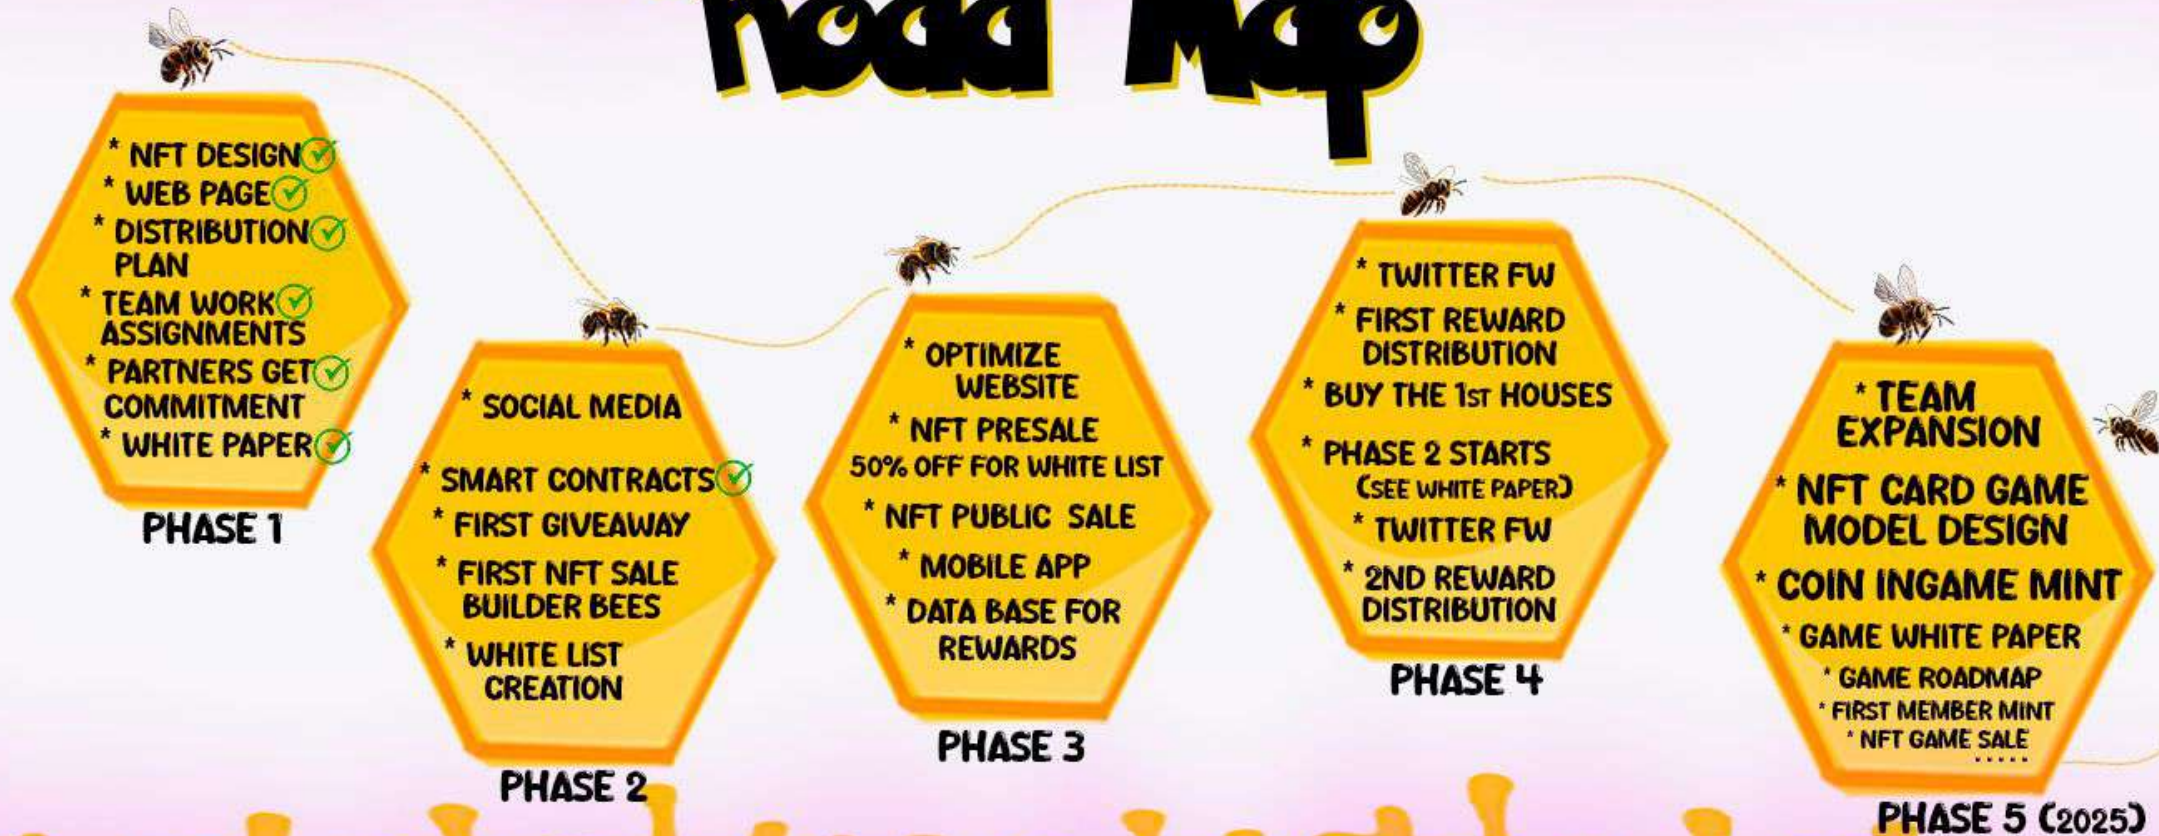 Road Map
* NFT DESIGN
* WEB PAGE
* DISTRIBUTION
PLAN
* TEAM WORK
ASSIGNMENTS
* PARTNERS GET
COMMITMENT
* WHITE PAPER
PHASE 1
* SOCIAL MEDIA
* SMART CONTRACTS
* FIRST GIVEAWAY
* FIRST NFT SALE
BUILDER BEES
* WHITE LIST
CREATION
PHASE 2
* OPTIMIZE
WEBSITE
* NFT PRESALE
50% OFF FOR WHITE LIST
* NFT PUBLIC SALE
* MOBILE APP
* DATA BASE FOR
REWARDS
PHASE 3
* TWITTER FW
* FIRST REWARD
DISTRIBUTION
* BUY THE 1ST HOUSES
* PHASE 2 STARTS
(SEE WHITE PAPER)
* TWITTER FW
* 2ND REWARD
DISTRIBUTION
PHASE 4
* TEAM
EXPANSION
* NFT CARD GAME
MODEL DESIGN
* COIN INGAME MINT
* GAME WHITE PAPER
* GAME ROADMAP
* FIRST MEMBER MINT
* NFT GAME SALE
.....
PHASE 5 (2025)